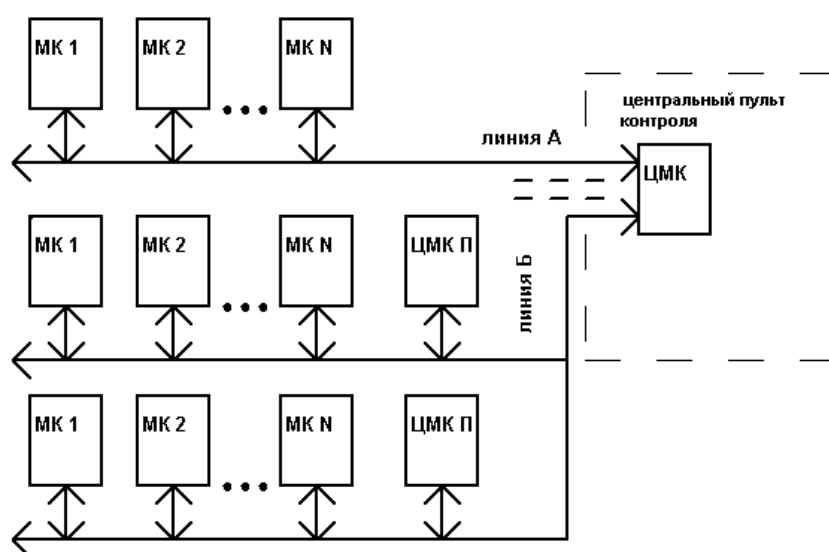 МК 1 МК 2 МК N
центральный пульт
контроля
линия А
ЦМК
МК 1 МК 2 МК N ЦМК П
линия Б
МК 1 МК 2 МК N ЦМК П